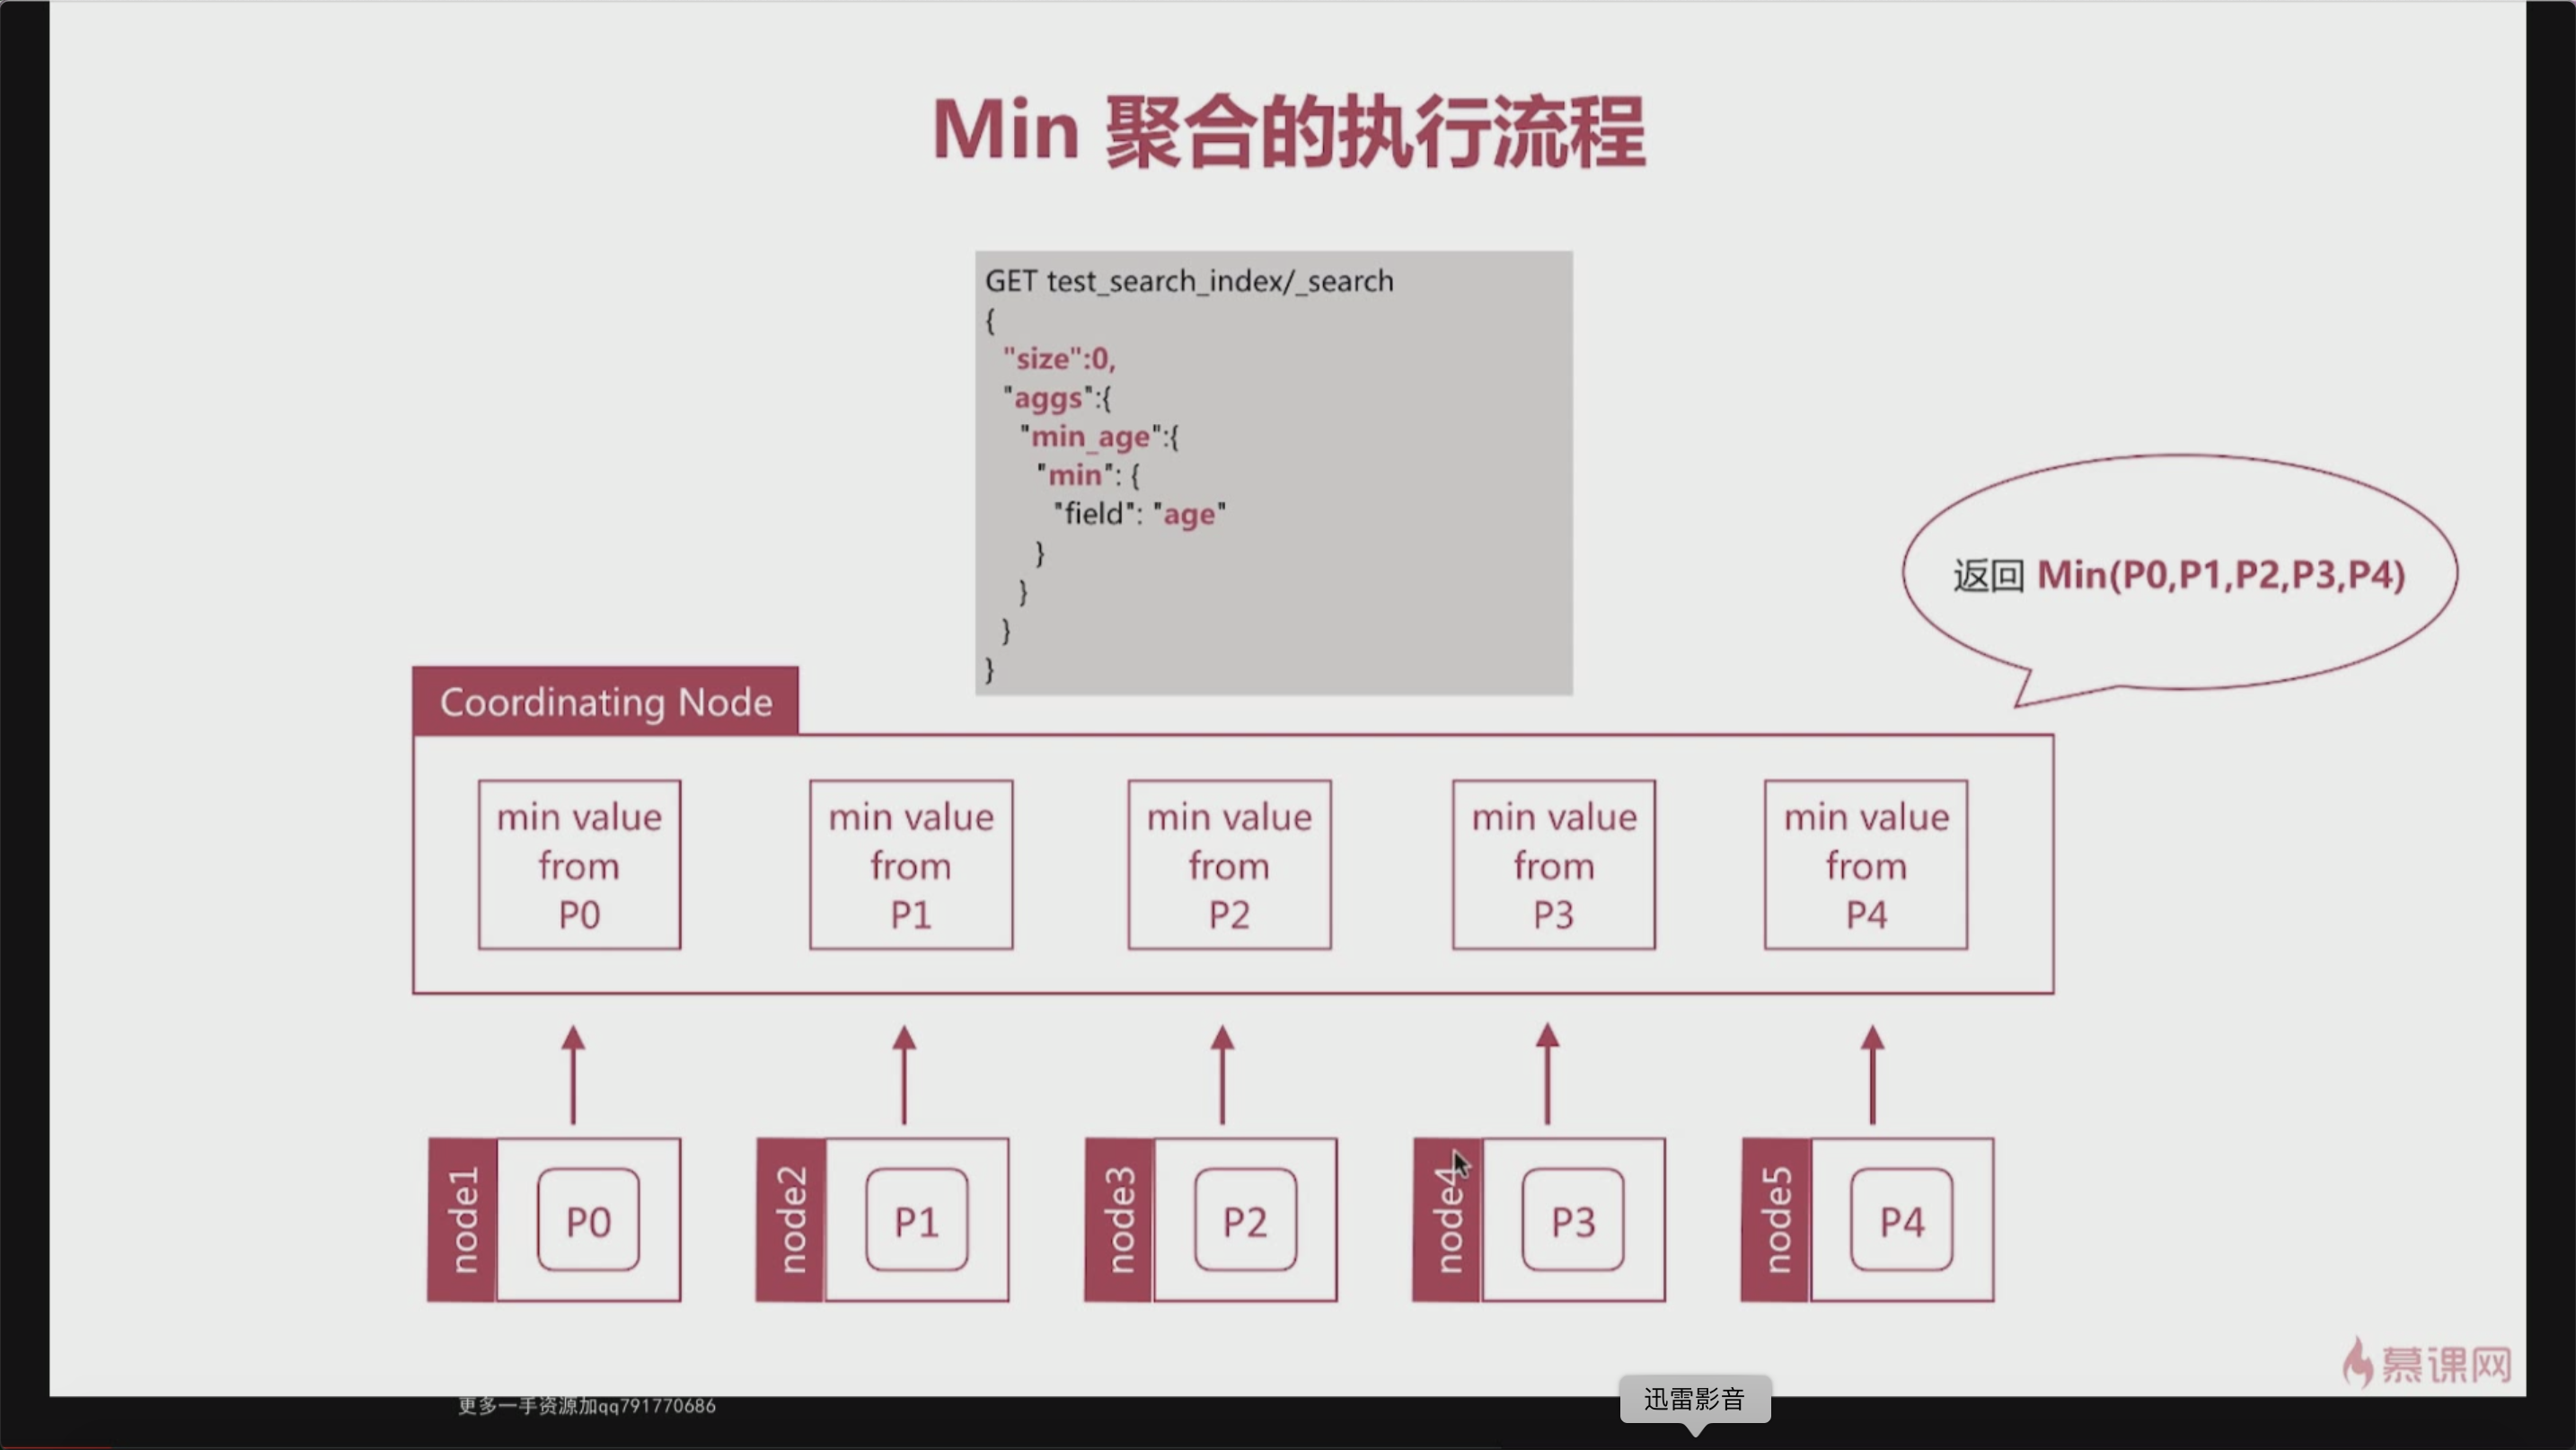 Min 聚合的执行流程
GET test_search_index/_search
{
"size":0,
"aggs":{
"min_age":{
"min": {
"field": "age"
}
}
}
}
返回 Min(P0,P1,P2,P3,P4)
Coordinating Node
min value
from
P0
min value
from
P1
min value
from
P2
min value
from
P3
min value
from
P4
node1
P0
node2
P1
node3
P2
node4
P3
node5
P4
慕课网
更多一手资源加qq791770686
迅雷影音